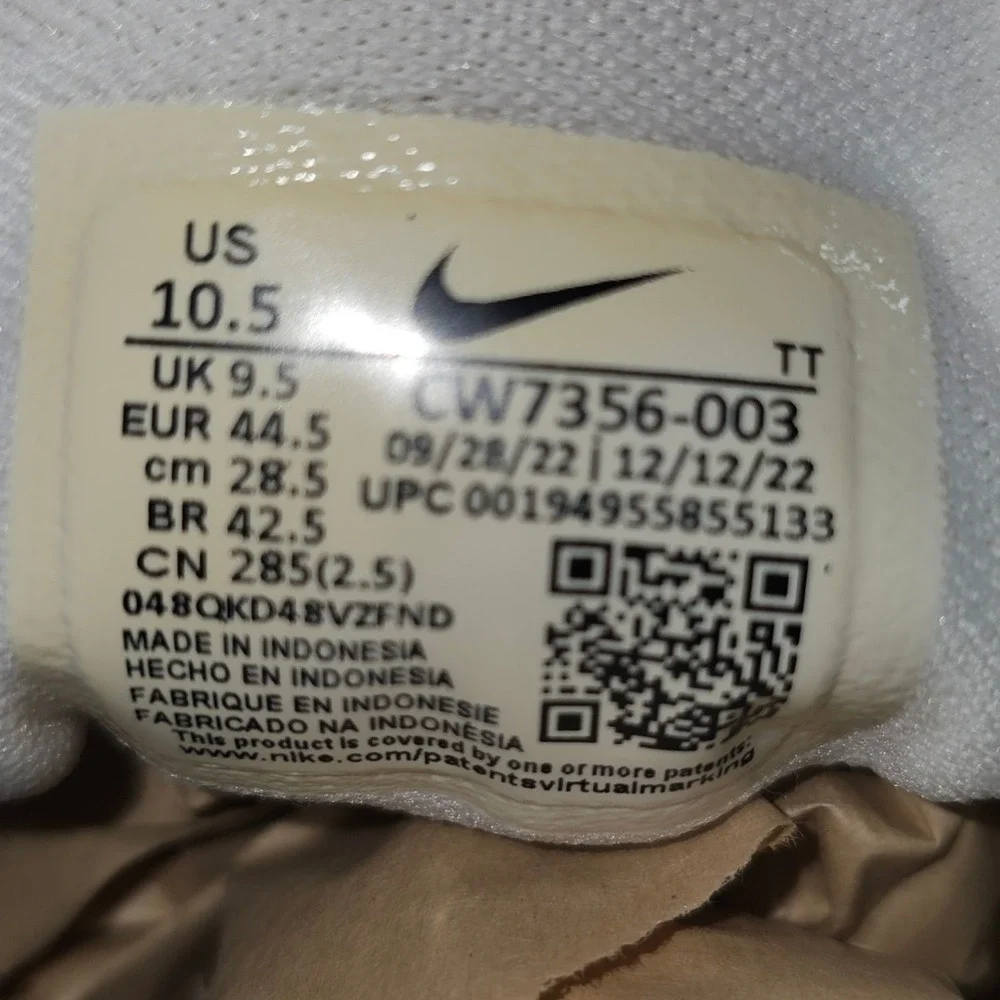 US
10.5
TT
UK 9.5
EUR 44.5
cm 28.5
BR 42.5
CN 285(2.5)
CW7356-003
09/28/22 | 12/12/22
UPC 00194955855133
048QKD48VZFND
MADE IN INDONESIA
HECHO EN INDONESIA
FABRIQUE EN INDONESIE
FABRICADO NA INDONÉSIA
This product is covered by one or more patents:
www.nike.com/patentsvirtualmarking